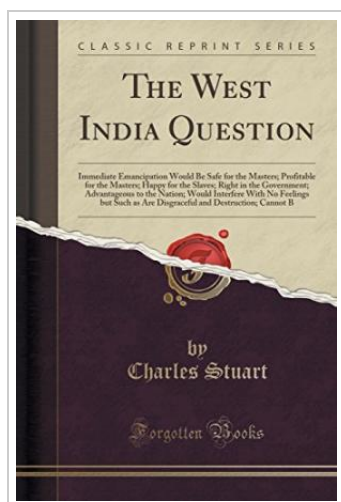 CLASSIC REPRINT SERIES
THE WEST
INDIA QUESTION
Immediate Emancipation Would Be Safe for the Masters; Profitable
for the Masters; Happy for the Slaves; Right in the Government;
Advantageous to the Nation; Would Interfere With No Feelings
but Such as Are Disgraceful and Destruction; Cannot B
by
Charles Stuart
Forgotten Books